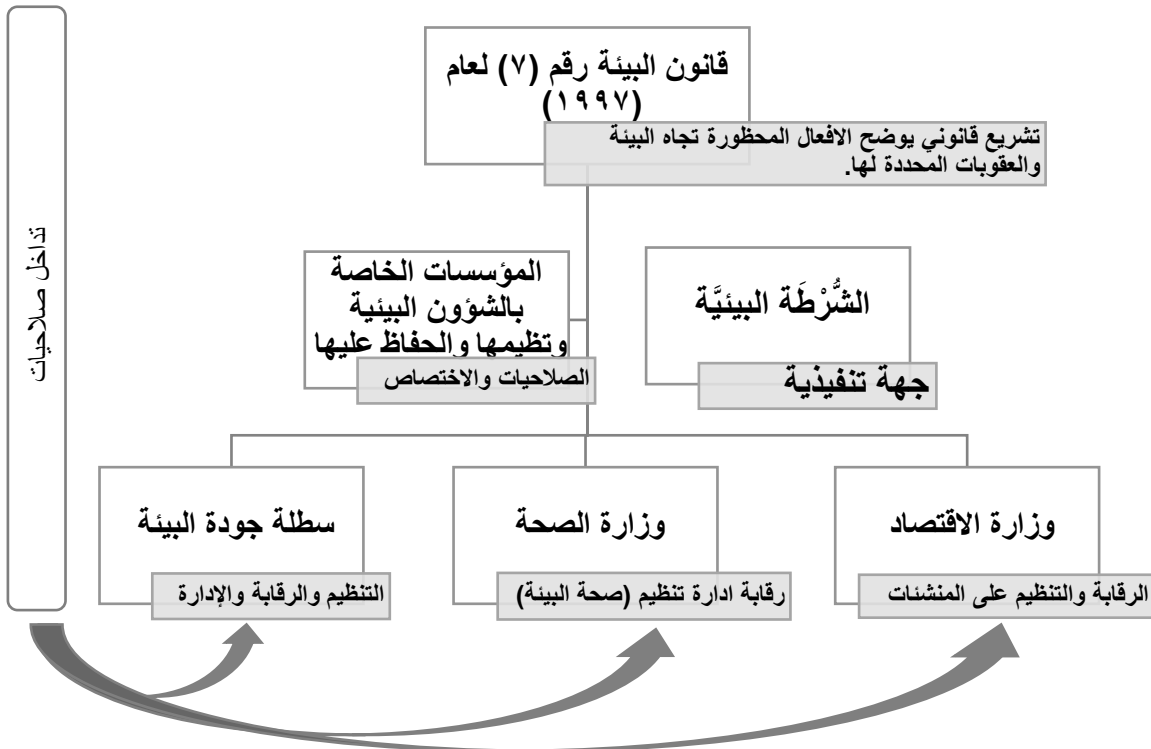 قانون البيئة رقم (٧) لعام
(١٩٩٧)
تشريع قانوني يوضح الافعال المحظورة تجاه البيئة
والعقوبات المحددة لها.
تداخل صلاحيات
الشُّرْطَة البيئيَّة
جهة تنفيذية
المؤسسات الخاصة
بالشؤون البيئية
وتظيمها والحفاظ عليها
الصلاحيات والاختصاص
وزارة الاقتصاد
الرقابة والتنظيم على المنشئات
وزارة الصحة
رقابة ادارة تنظيم (صحة البيئة)
سطلة جودة البيئة
التنظيم والرقابة والإدارة